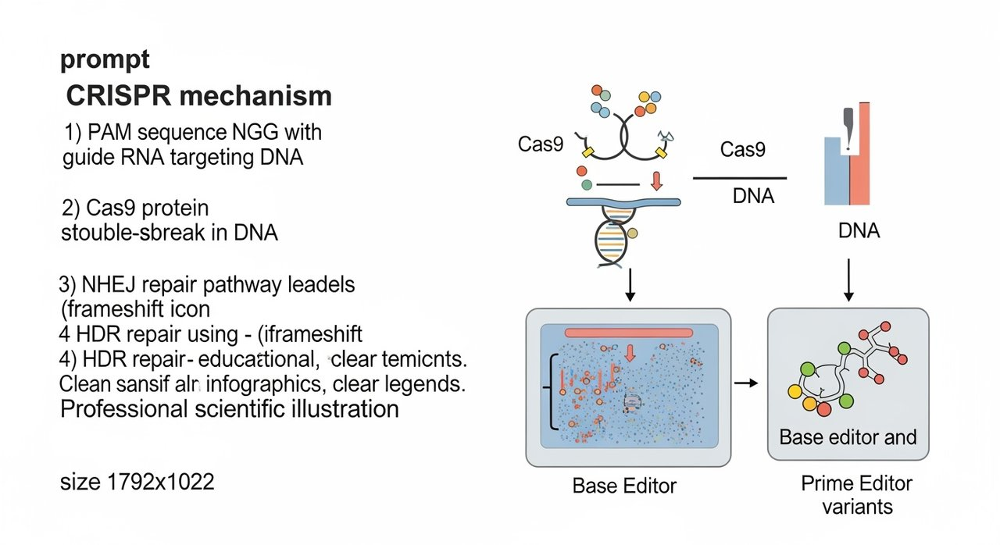 prompt
CRISPR mechanism
1) PAM sequence NGG with
guide RNA targeting DNA
2) Cas9 protein
stouble-sbreak in DNA
3) NHEJ repair pathway leadels
(frameshift icon
4 HDR repair using - (iframeshift
4) HDR repair- educational, clear temicnts.
Clean sansif aln infographics, clear legends.
Professional scientific illustration
size 1792x1022
Cas9
Cas9
DNA
DNA
Base Editor
Base editor and
Prime Editor
variants